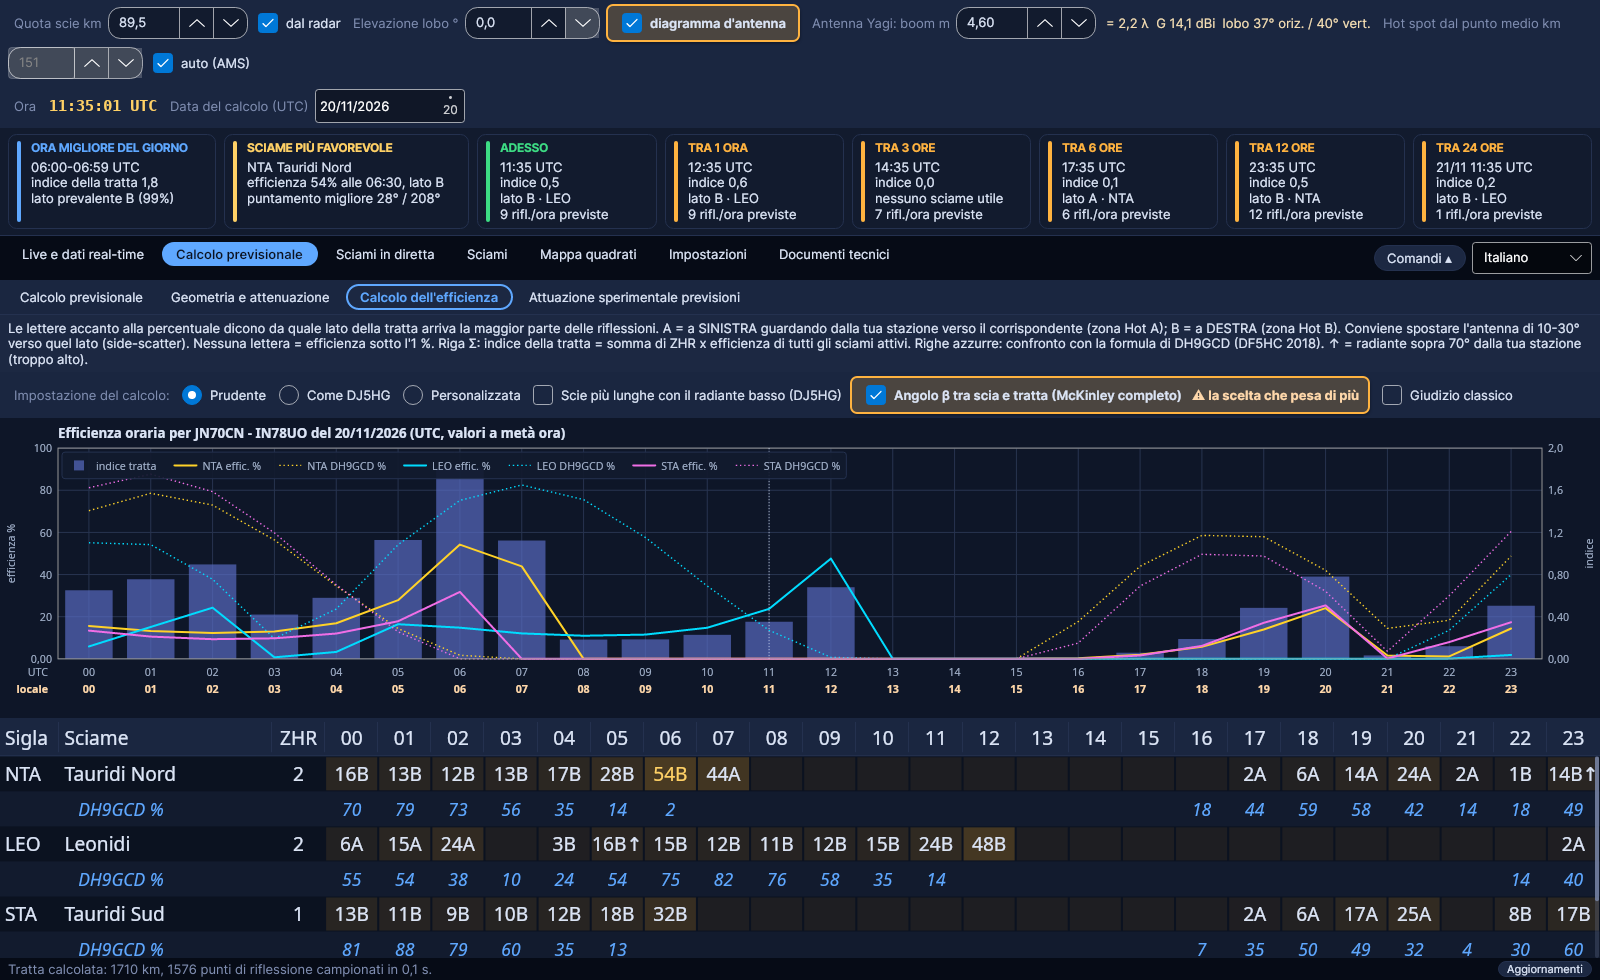 Quota scie km 89,5 dal radar Elevazione lobo ° 0,0 diagramma d'antenna Antenna Yagi: boom m 4,60 = 2,2 λ G 14,1 dBi lobo 37° oriz. / 40° vert. Hot spot dal punto medio km
151 auto (AMS)
Ora 11:35:01 UTC Data del calcolo (UTC) 20/11/2026 20
ORA MIGLIORE DEL GIORNO
06:00-06:59 UTC
indice della tratta 1,8
lato prevalente B (99%)
SCIAME PIÙ FAVOREVOLE
NTA Tauridi Nord
efficienza 54% alle 06:30, lato B
puntamento migliore 28° / 208°
ADESSO
11:35 UTC
indice 0,5
lato B · LEO
9 rifl./ora previste
TRA 1 ORA
12:35 UTC
indice 0,6
lato B · LEO
9 rifl./ora previste
TRA 3 ORE
14:35 UTC
indice 0,0
nessuno sciame utile
7 rifl./ora previste
TRA 6 ORE
17:35 UTC
indice 0,1
lato A · NTA
6 rifl./ora previste
TRA 12 ORE
23:35 UTC
indice 0,5
lato B · NTA
12 rifl./ora previste
TRA 24 ORE
21/11 11:35 UTC
indice 0,2
lato B · LEO
1 rifl./ora previste
Live e dati real-time Calcolo previsionale Sciami in diretta Sciami Mappa quadrati Impostazioni Documenti tecnici Comandi ▴ Italiano
Calcolo previsionale Geometria e attenuazione Calcolo dell'efficienza Attuazione sperimentale previsioni
Le lettere accanto alla percentuale dicono da quale lato della tratta arriva la maggior parte delle riflessioni. A = a SINISTRA guardando dalla tua stazione verso il corrispondente (zona Hot A); B = a DESTRA (zona Hot B). Conviene spostare l'antenna di 10-30°
verso quel lato (side-scatter). Nessuna lettera = efficienza sotto l'1 %. Riga Σ: indice della tratta = somma di ZHR x efficienza di tutti gli sciami attivi. Righe azzurre: confronto con la formula di DH9GCD (DF5HC 2018). ↑ = radiante sopra 70° dalla tua stazione
(troppo alto).
Impostazione del calcolo: Prudente Come DJ5HG Personalizzata Scie più lunghe con il radiante basso (DJ5HG) Angolo β tra scia e tratta (McKinley completo) ⚠ la scelta che pesa di più Giudizio classico
Efficienza oraria per JN70CN - IN78UO del 20/11/2026 (UTC, valori a metà ora)
indice tratta NTA effic. % NTA DH9GCD % LEO effic. % LEO DH9GCD % STA effic. % STA DH9GCD %
efficienza %
100
80
60
40
20
0,00
2,0
1,6
1,2
0,80
0,40
0,00
indice
UTC 00 01 02 03 04 05 06 07 08 09 10 11 12 13 14 15 16 17 18 19 20 21 22 23
locale 00 01 02 03 04 05 06 07 08 09 10 11 12 13 14 15 16 17 18 19 20 21 22 23
Sigla Sciame ZHR 00 01 02 03 04 05 06 07 08 09 10 11 12 13 14 15 16 17 18 19 20 21 22 23
NTA Tauridi Nord 2 16B 13B 12B 13B 17B 28B 54B 44A 2A 6A 14A 24A 2A 1B 14B↑
DH9GCD % 70 79 73 56 35 14 2 18 44 59 58 42 14 18 49
LEO Leonidi 2 6A 15A 24A 3B 16B↑ 15B 12B 11B 12B 15B 24B 48B 2A
DH9GCD % 55 54 38 10 24 54 75 82 76 58 35 14 14 40
STA Tauridi Sud 1 13B 11B 9B 10B 12B 18B 32B 2A 6A 17A 25A 8B 17B
DH9GCD % 81 88 79 60 35 13 7 35 50 49 32 4 30 60
Tratta calcolata: 1710 km, 1576 punti di riflessione campionati in 0,1 s. Aggiornamenti